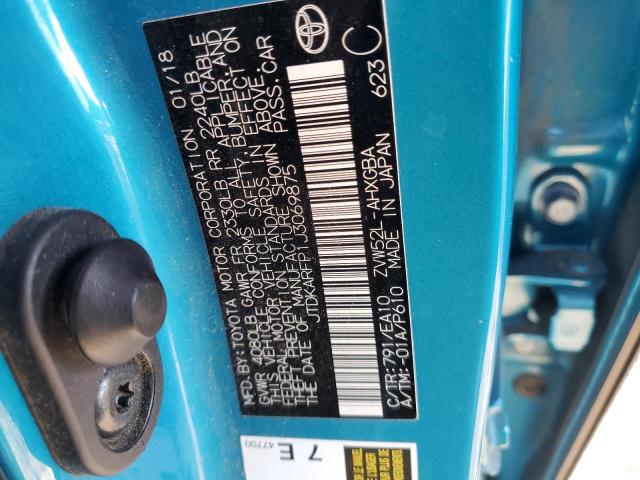 MFD. BY: TOYOTA MOTOR CORPORATION 01/18
GVWR 4080LB GAWR FR 2330LB RR 2240LB
THIS VEHICLE CONFORMS TO ALL APPLICABLE
FEDERAL MOTOR VEHICLE SAFETY, BUMPER, AND
THEFT PREVENTION STANDARDS IN EFFECT ON
THE DATE OF MANUFACTURE SHOWN ABOVE.
JTDKARFP1J3069875 PASS. CAR
C/TR: 791/EA10 ZVW52L-AHXGBA
A/TM: -01A/P610 MADE IN JAPAN 623
C
7 E
47700